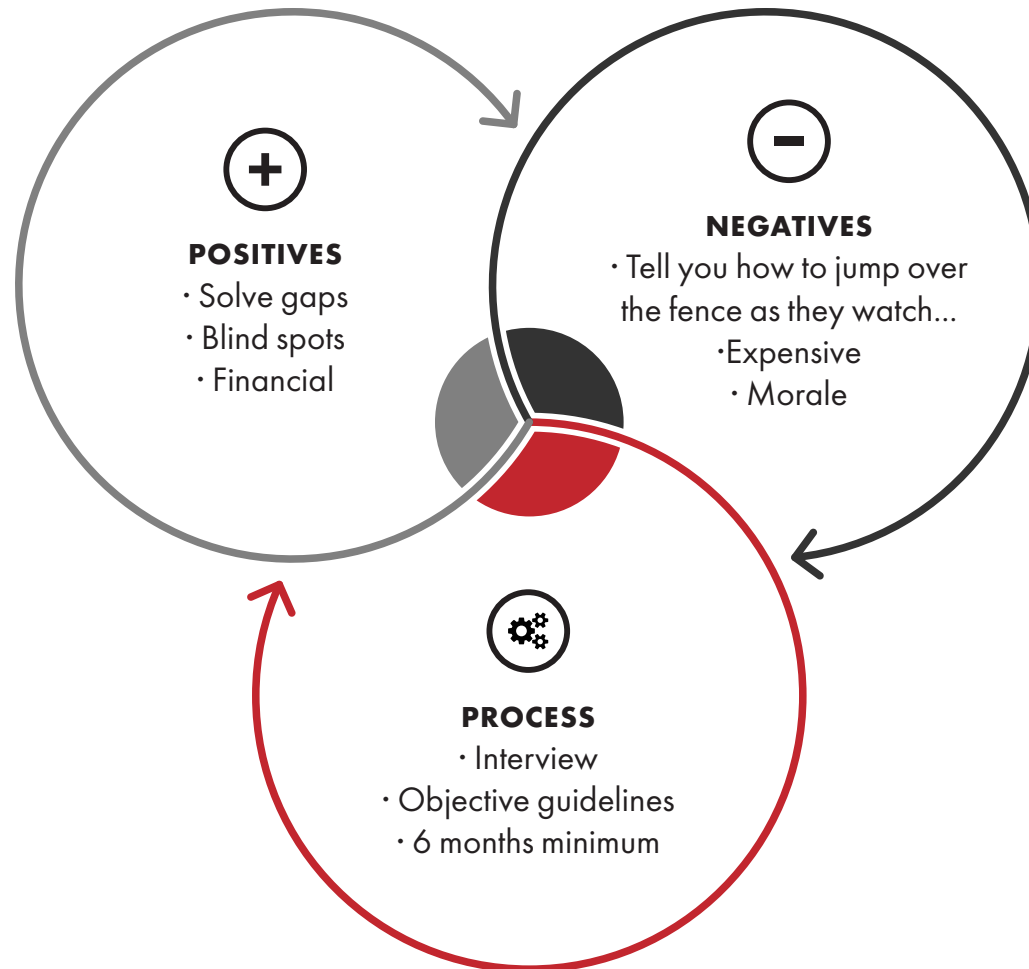 POSITIVES
· Solve gaps
· Blind spots
· Financial
NEGATIVES
· Tell you how to jump over
the fence as they watch...
·Expensive
· Morale
PROCESS
· Interview
· Objective guidelines
· 6 months minimum